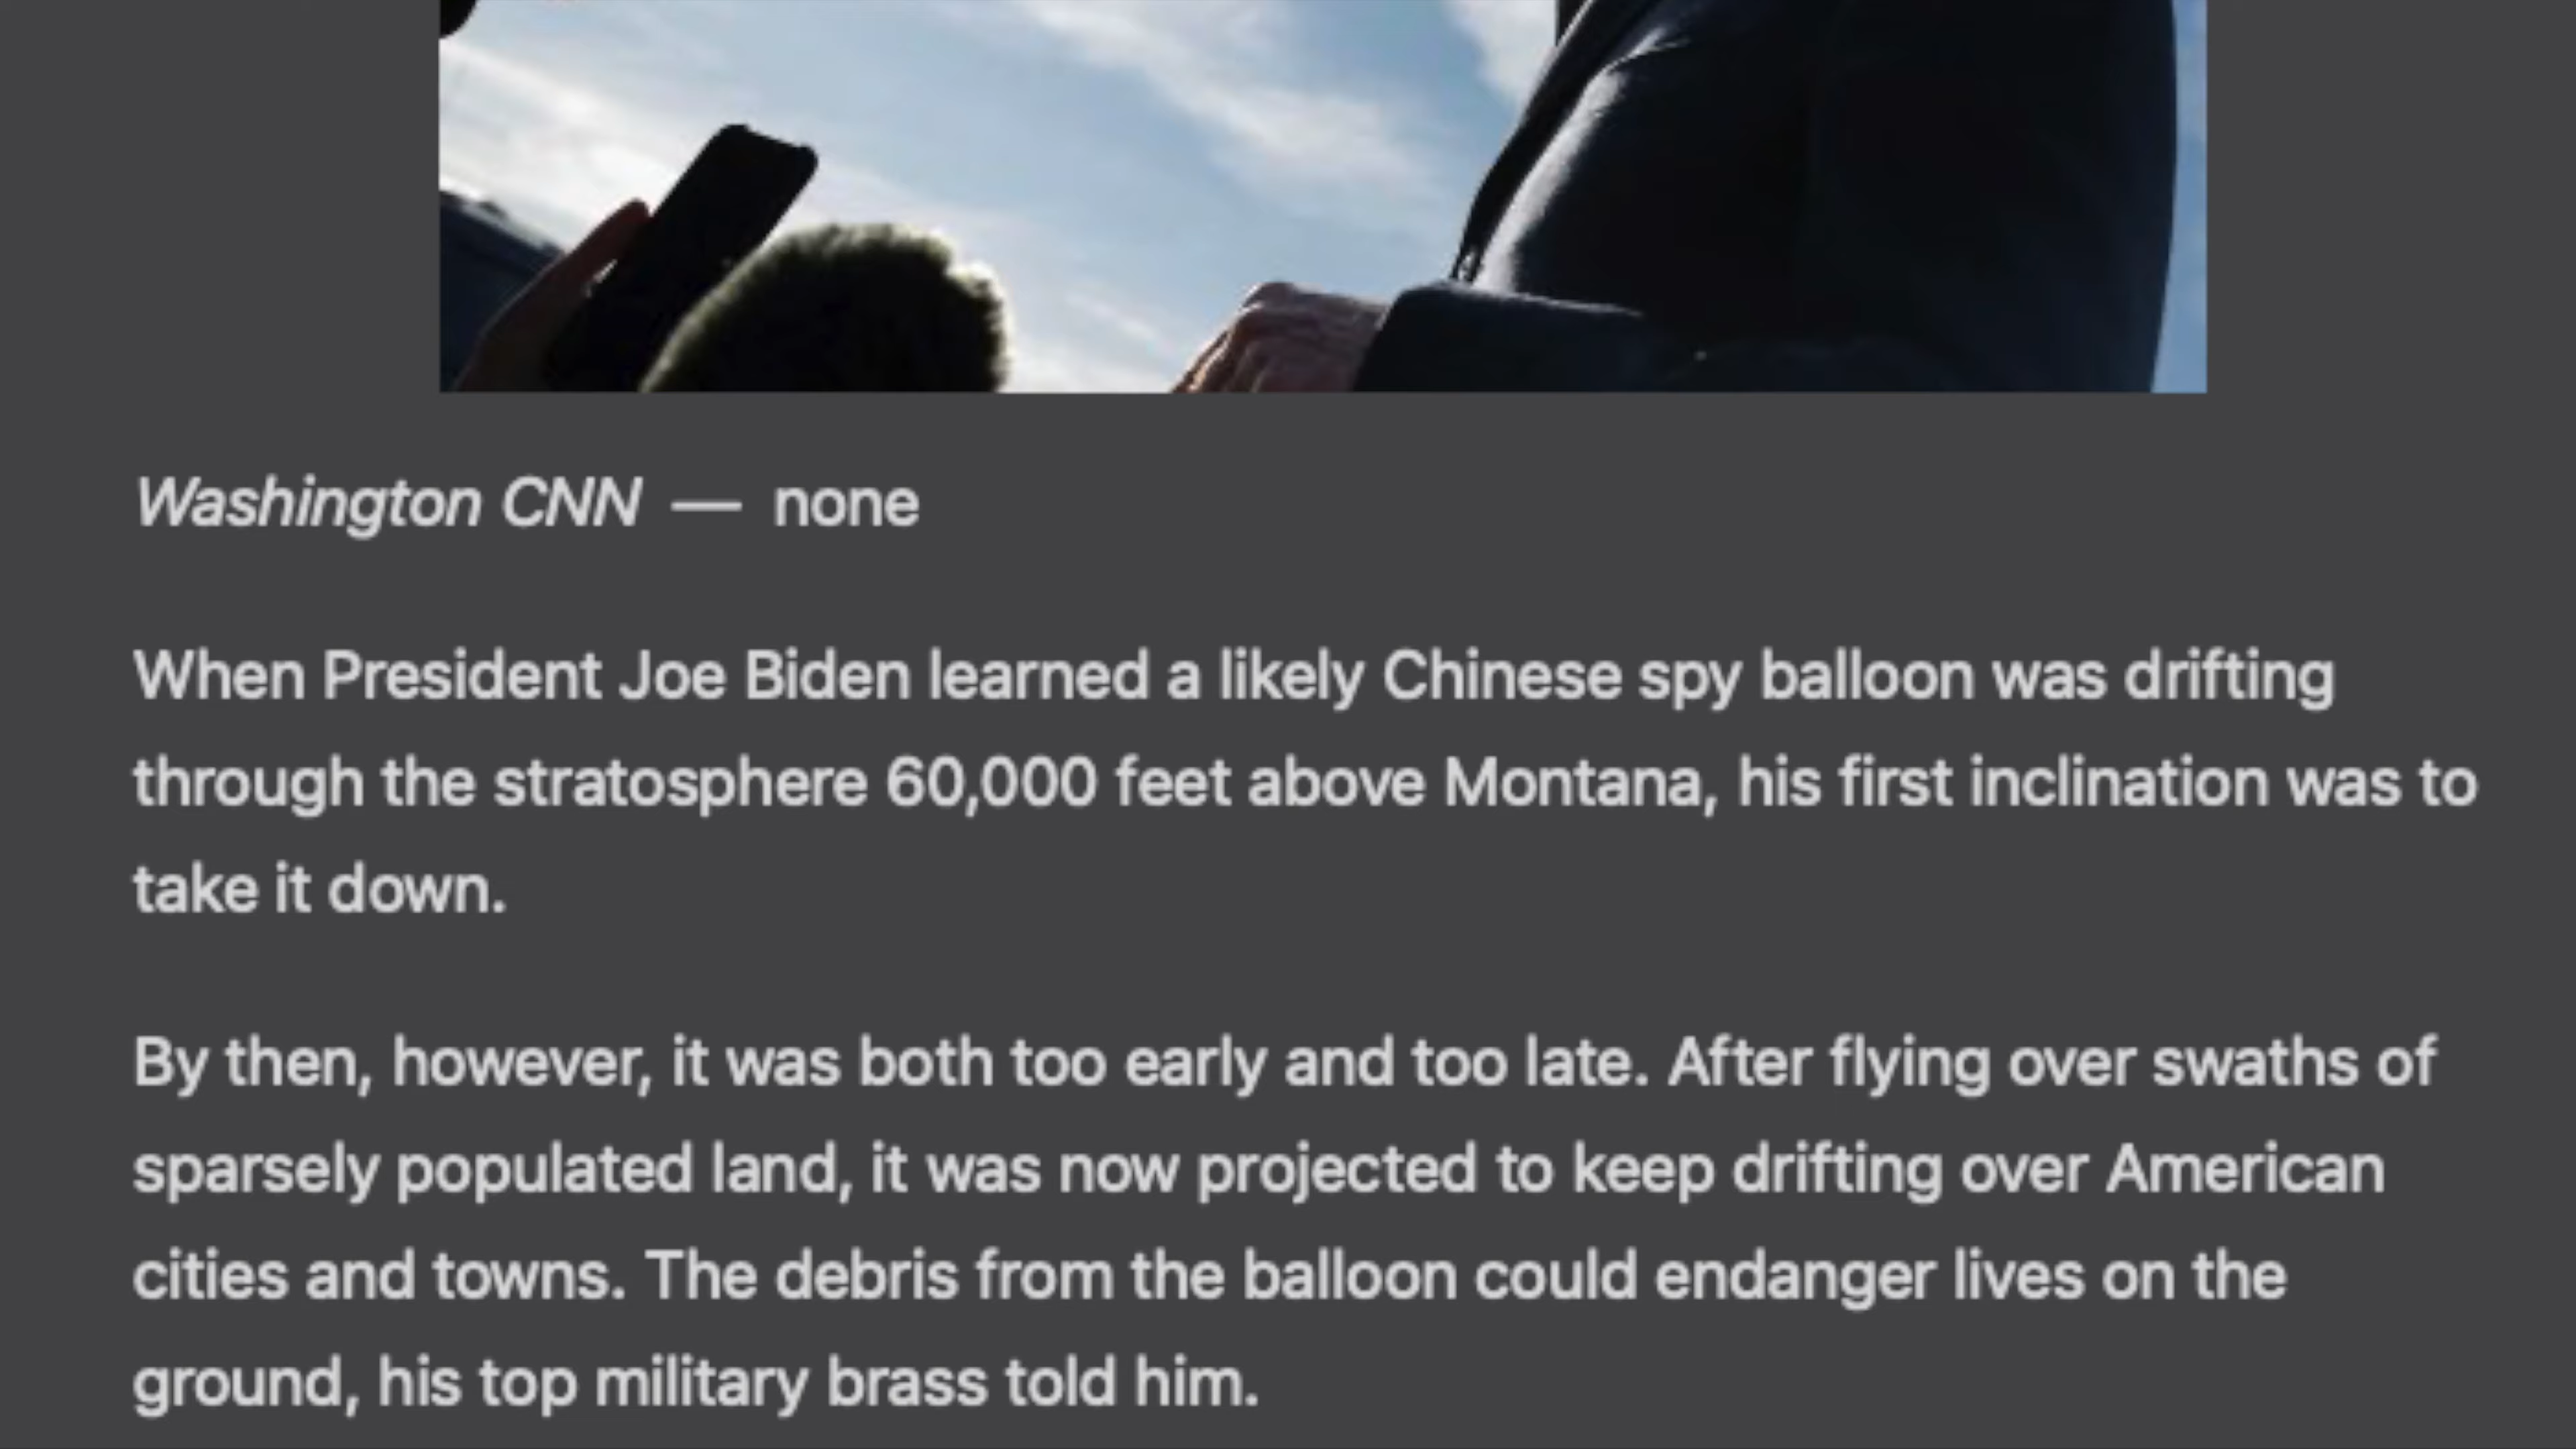 Washington CNN — none
When President Joe Biden learned a likely Chinese spy balloon was drifting
through the stratosphere 60,000 feet above Montana, his first inclination was to
take it down.
By then, however, it was both too early and too late. After flying over swaths of
sparsely populated land, it was now projected to keep drifting over American
cities and towns. The debris from the balloon could endanger lives on the
ground, his top military brass told him.